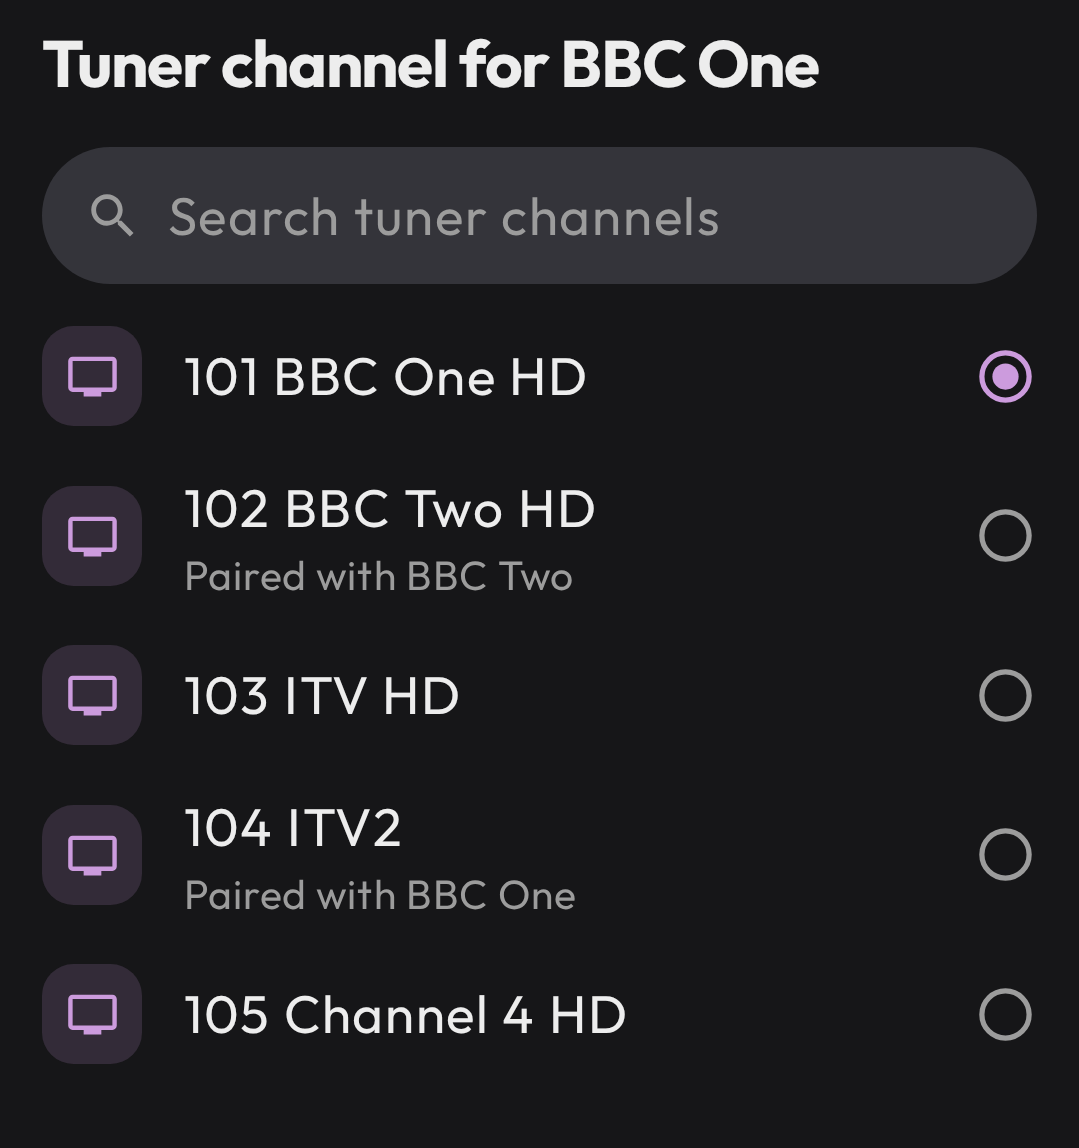 Tuner channel for BBC One
Search tuner channels
101 BBC One HD
102 BBC Two HD
Paired with BBC Two
103 ITV HD
104 ITV2
Paired with BBC One
105 Channel 4 HD